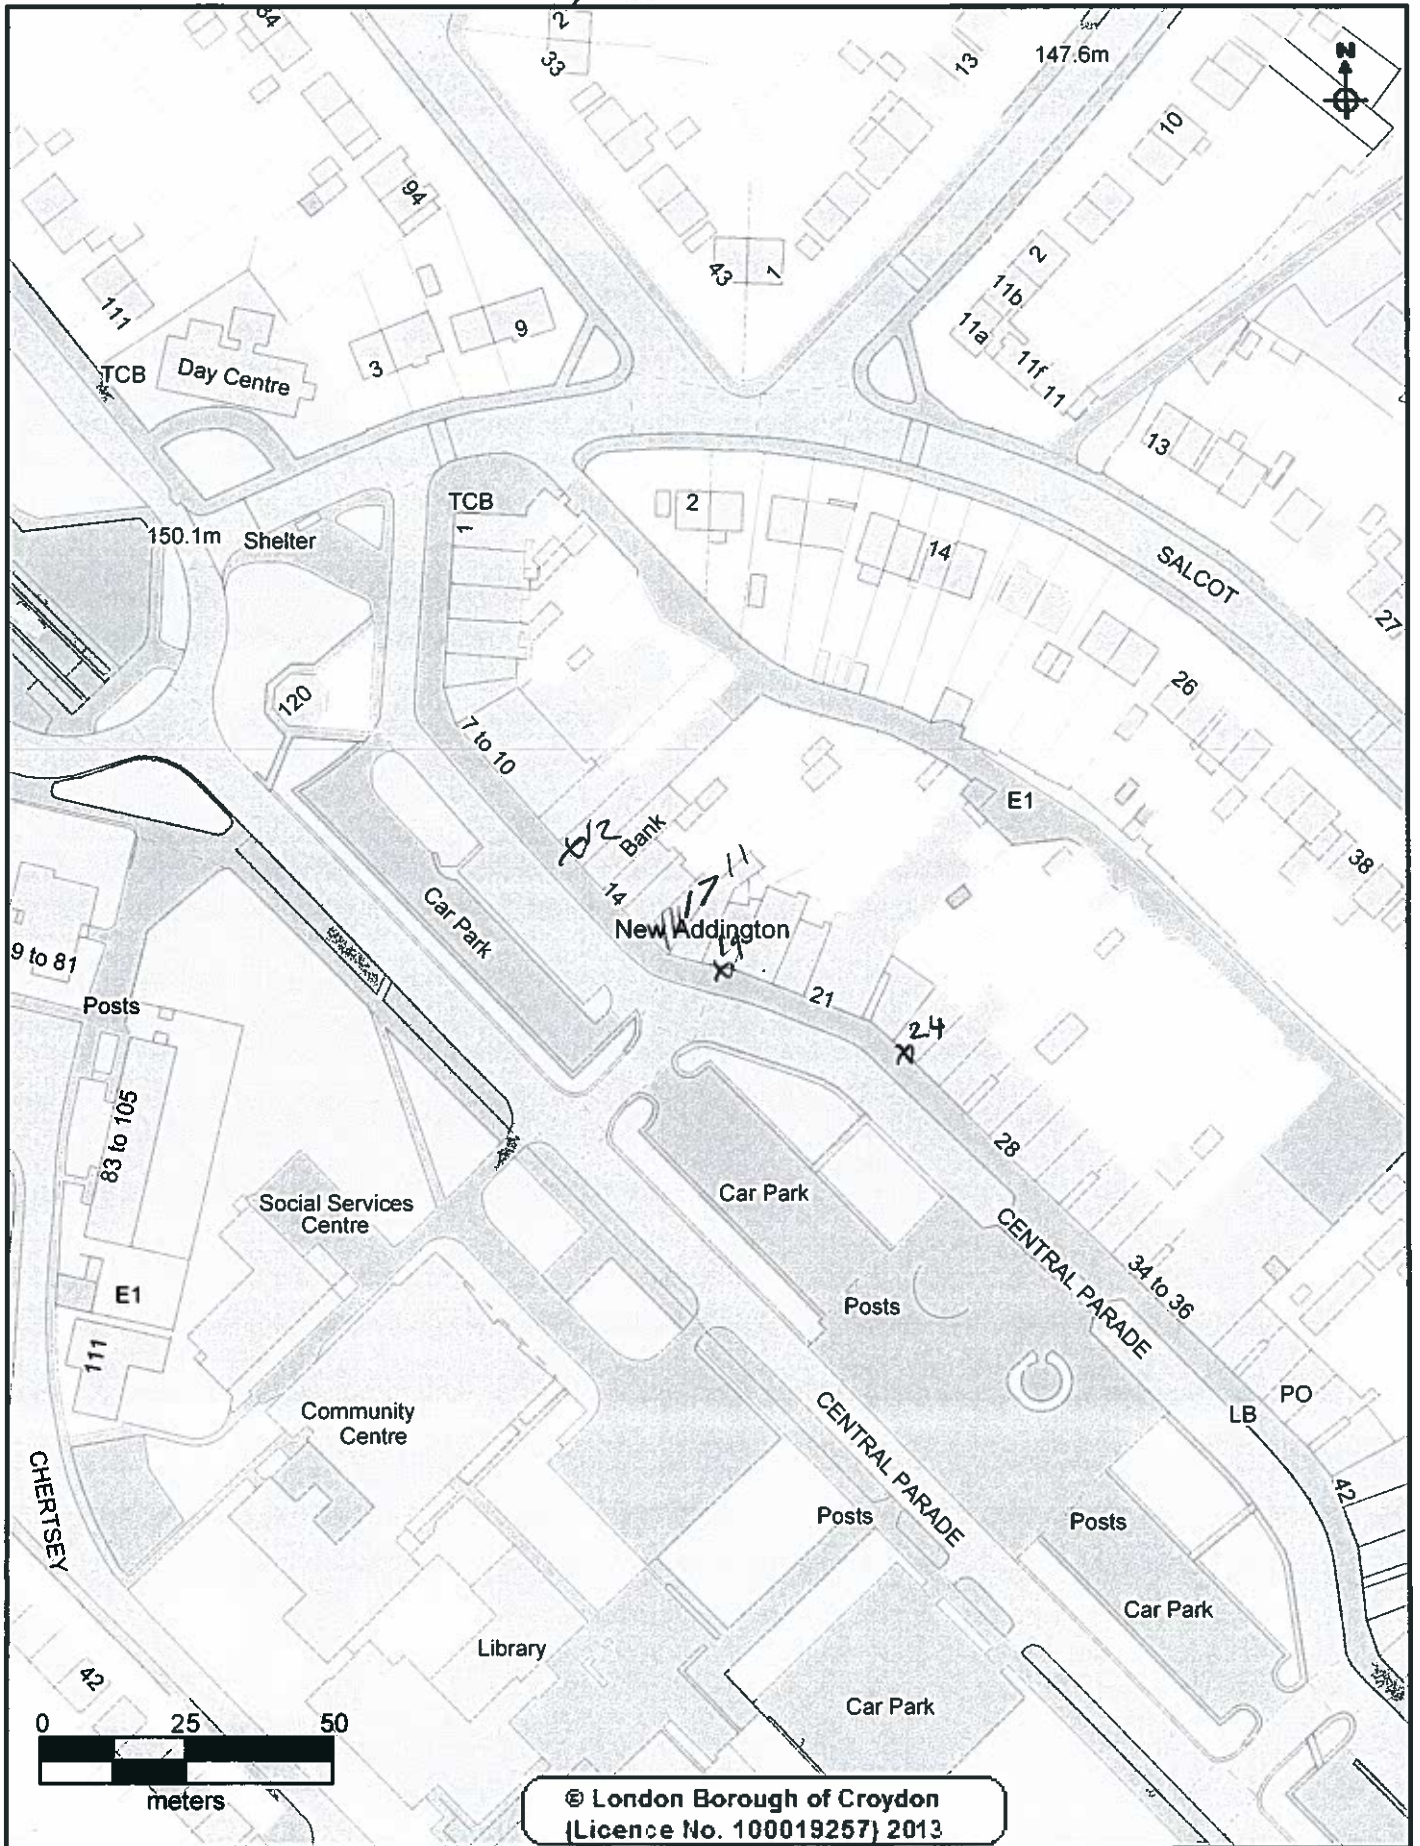 84
2
33
13
147.6m
N
10
94
43
1
2
11b
11a
11f
11
111
9
3
TCB
Day Centre
13
TCB
1
2
14
150.1m
Shelter
SALCOT
27
120
26
7 to 10
E1
38
12
Bank
14
17
11
Car Park
New Addington
19
9 to 81
Posts
21
24
83 to 105
28
Social Services
Centre
Car Park
CENTRAL PARADE
34 to 36
E1
Posts
111
PO
LB
Community
Centre
CENTRAL PARADE
CHERTSEY
42
Posts
Posts
Car Park
Library
42
Car Park
0 25 50
meters
© London Borough of Croydon
(Licence No. 100019257) 2013